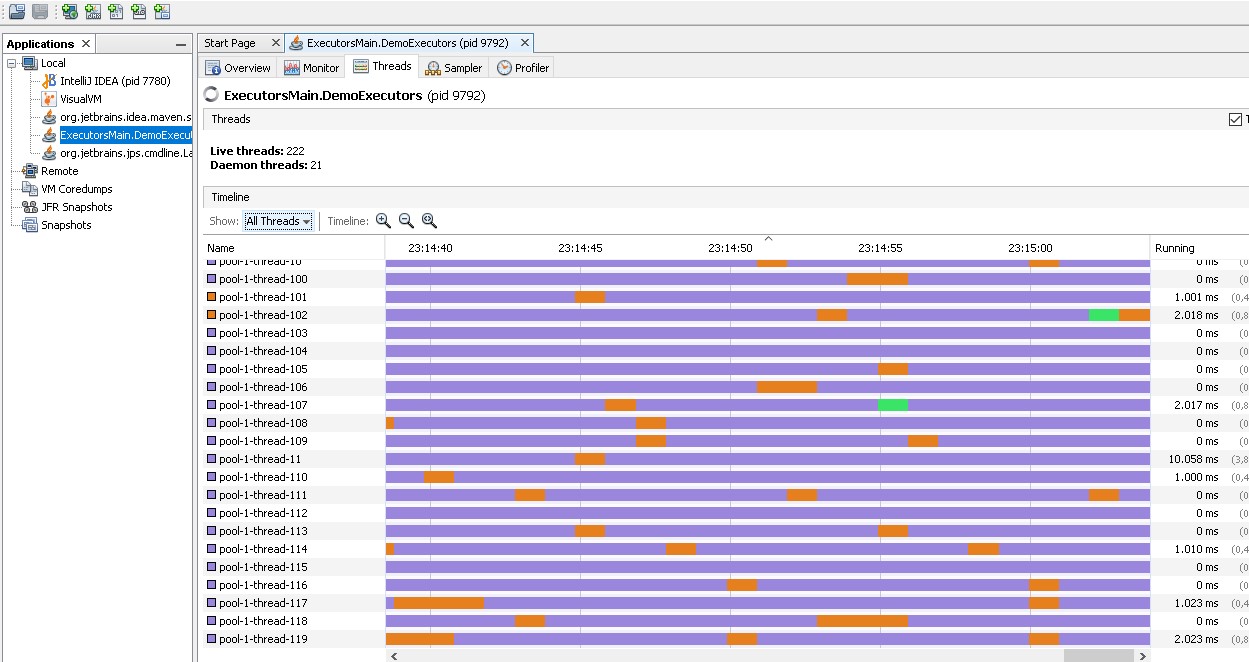 Applications
Start Page
ExecutorsMain.DemoExecutors (pid 9792)
Local
IntelliJ IDEA (pid 7780)
VisualVM
org.jetbrains.idea.maven.s
ExecutorsMain.DemoExecut
org.jetbrains.jps.cmdline.La
Remote
VM Coredumps
JFR Snapshots
Snapshots
Overview Monitor Threads Sampler Profiler
ExecutorsMain.DemoExecutors (pid 9792)
Threads
Live threads: 222
Daemon threads: 21
Timeline
Show: All Threads Timeline:
Name 23:14:40 23:14:45 23:14:50 23:14:55 23:15:00 Running
pool-1-thread-10 0 ms
pool-1-thread-100 0 ms (0
pool-1-thread-101 1.001 ms (0,4
pool-1-thread-102 2.018 ms (0,8
pool-1-thread-103 0 ms (0
pool-1-thread-104 0 ms (0
pool-1-thread-105 0 ms (0
pool-1-thread-106 0 ms (0
pool-1-thread-107 2.017 ms (0,8
pool-1-thread-108 0 ms (0
pool-1-thread-109 0 ms (0
pool-1-thread-11 10.058 ms (3,8
pool-1-thread-110 1.000 ms (0,4
pool-1-thread-111 0 ms (0
pool-1-thread-112 0 ms (0
pool-1-thread-113 0 ms (0
pool-1-thread-114 1.010 ms (0,4
pool-1-thread-115 0 ms (0
pool-1-thread-116 0 ms (0
pool-1-thread-117 1.023 ms (0,4
pool-1-thread-118 0 ms (0
pool-1-thread-119 2.023 ms (0,8